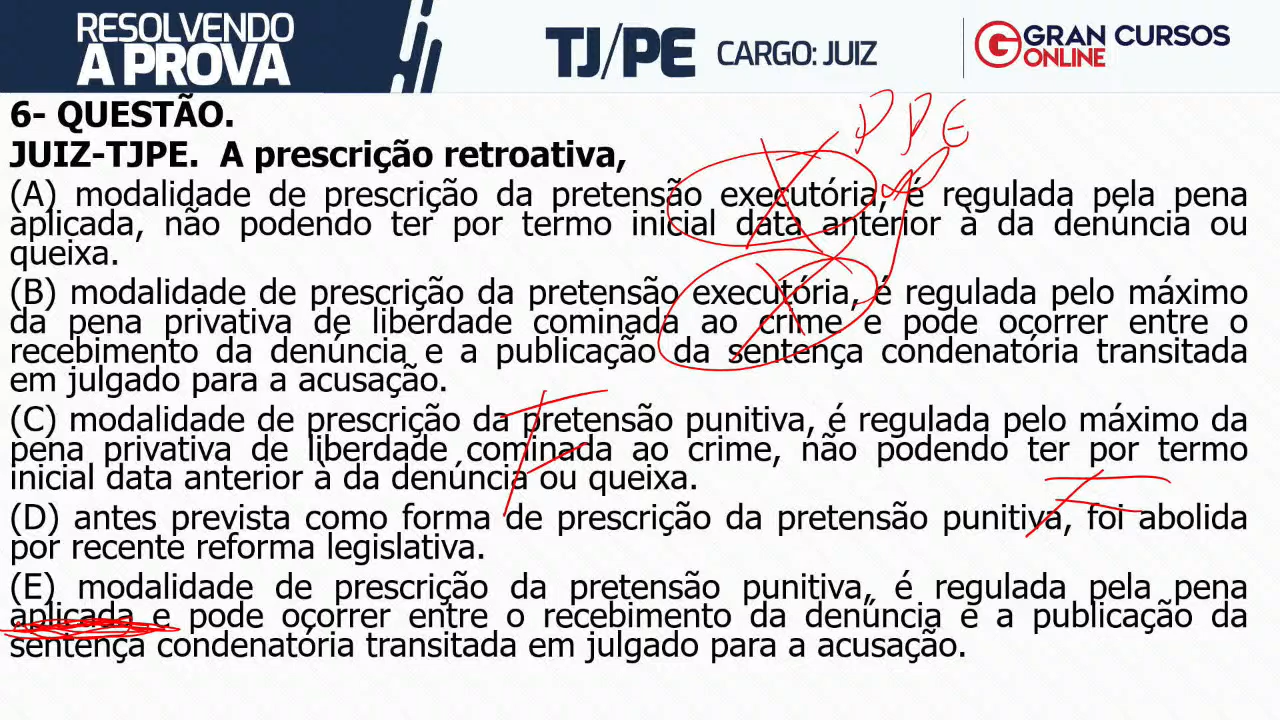 RESOLVENDO
A PROVA
TJ/PE CARGO: JUIZ
GRAN CURSOS
ONLINE
6- QUESTÃO.
JUIZ-TJPE. A prescrição retroativa,
PPE
(A) modalidade de prescrição da pretensão executória, é regulada pela pena
aplicada, não podendo ter por termo inicial data anterior à da denúncia ou
queixa.
(B) modalidade de prescrição da pretensão executória, é regulada pelo máximo
da pena privativa de liberdade cominada ao crime e pode ocorrer entre o
recebimento da denúncia e a publicação da sentença condenatória transitada
em julgado para a acusação.
(C) modalidade de prescrição da pretensão punitiva, é regulada pelo máximo da
pena privativa de liberdade cominada ao crime, não podendo ter por termo
inicial data anterior à da denúncia ou queixa.
F
(D) antes prevista como forma de prescrição da pretensão punitiva, foi abolida
por recente reforma legislativa.
F
(E) modalidade de prescrição da pretensão punitiva, é regulada pela pena
aplicada e pode ocorrer entre o recebimento da denúncia e a publicação da
sentença condenatória transitada em julgado para a acusação.